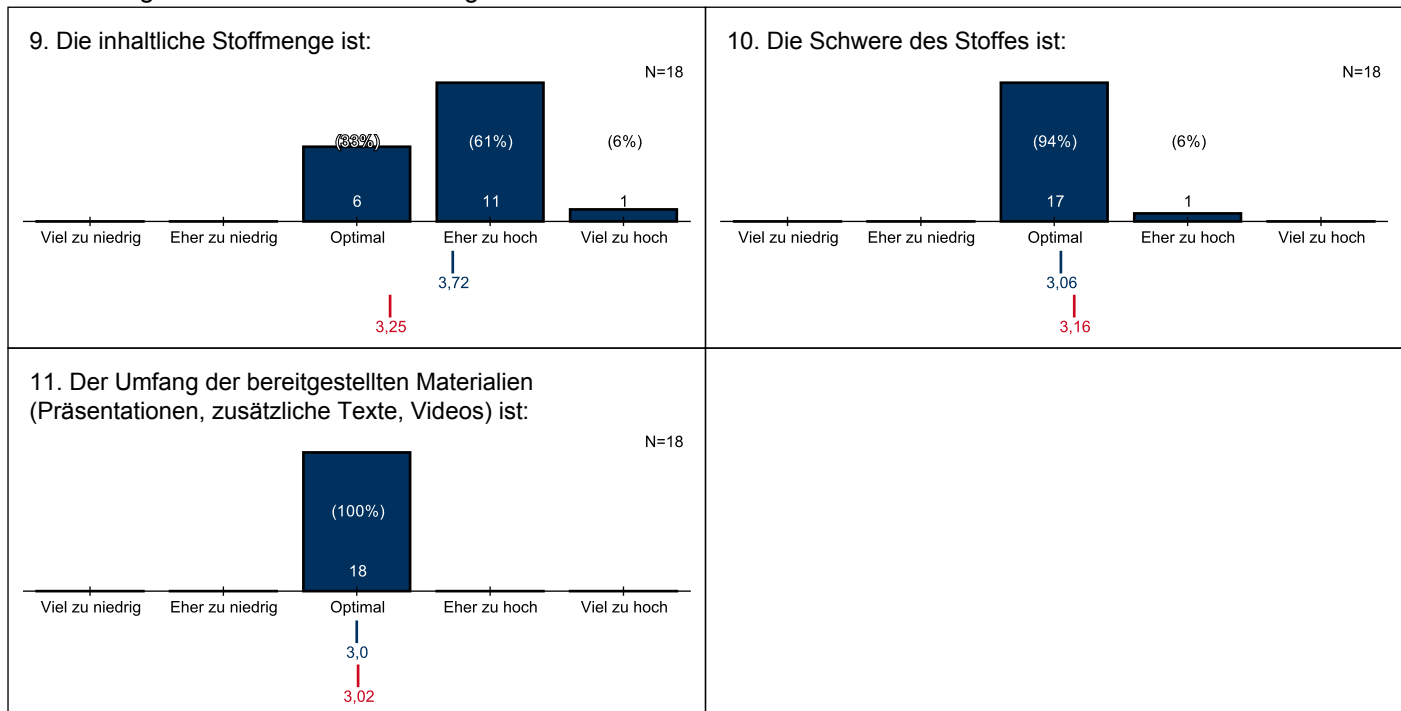 9. Die inhaltliche Stoffmenge ist:
N=18
(33%)
(61%)
(6%)
6
11
1
Viel zu niedrig
Eher zu niedrig
Optimal
Eher zu hoch
Viel zu hoch
3,72
3,25
10. Die Schwere des Stoffes ist:
N=18
(94%)
(6%)
17
1
Viel zu niedrig
Eher zu niedrig
Optimal
Eher zu hoch
Viel zu hoch
3,06
3,16
11. Der Umfang der bereitgestellten Materialien
(Präsentationen, zusätzliche Texte, Videos) ist:
N=18
(100%)
18
Viel zu niedrig
Eher zu niedrig
Optimal
Eher zu hoch
Viel zu hoch
3,0
3,02